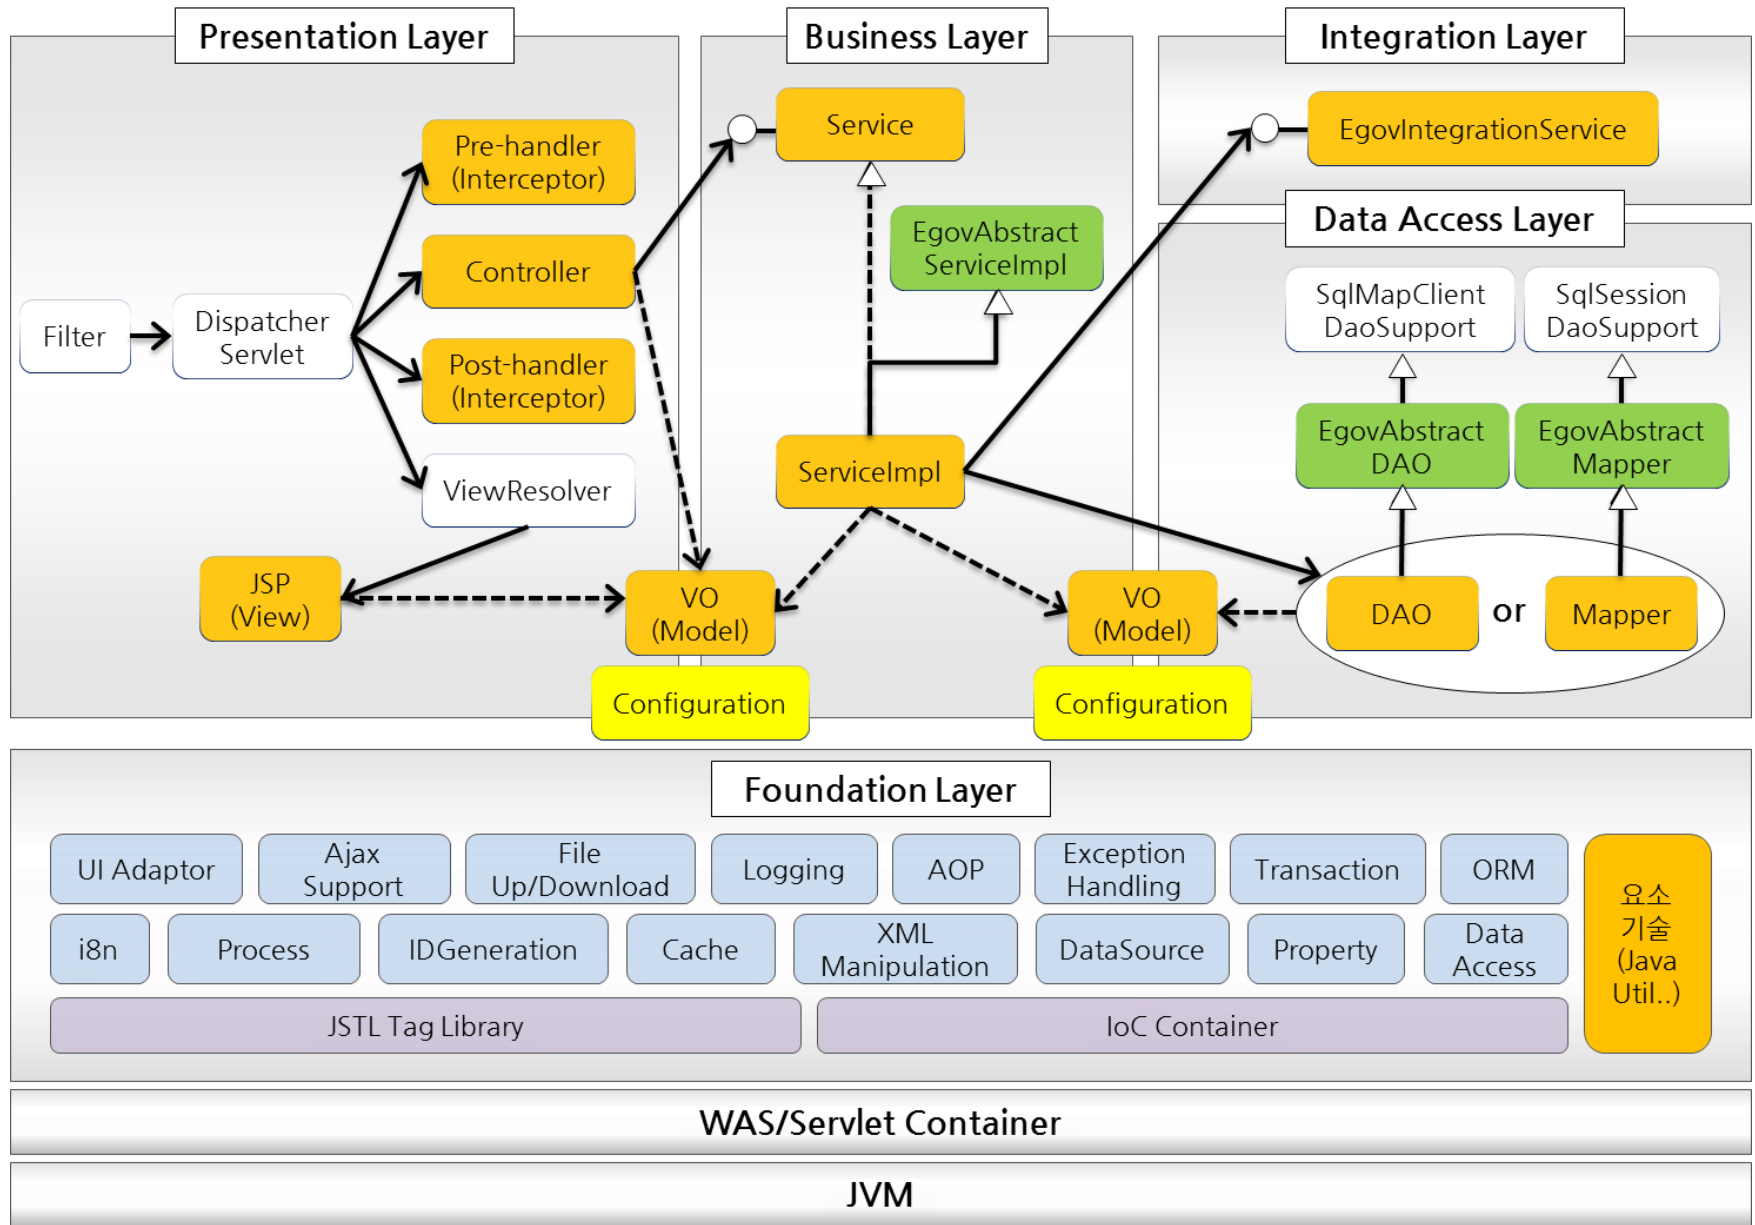 Presentation Layer
Business Layer
Integration Layer
Pre-handler
(Interceptor)
Controller
Filter
Dispatcher
Servlet
Post-handler
(Interceptor)
ViewResolver
JSP
(View)
VO
(Model)
Configuration
Service
EgovAbstract
ServiceImpl
ServiceImpl
VO
(Model)
Configuration
EgovIntegrationService
Data Access Layer
SqlMapClient
DaoSupport
SqlSession
DaoSupport
EgovAbstract
DAO
EgovAbstract
Mapper
DAO
or
Mapper
Foundation Layer
UI Adaptor
Ajax
Support
File
Up/Download
Logging
AOP
Exception
Handling
Transaction
ORM
i8n
Process
IDGeneration
Cache
XML
Manipulation
DataSource
Property
Data
Access
JSTL Tag Library
IoC Container
요소
기술
(Java
Util..)
WAS/Servlet Container
JVM